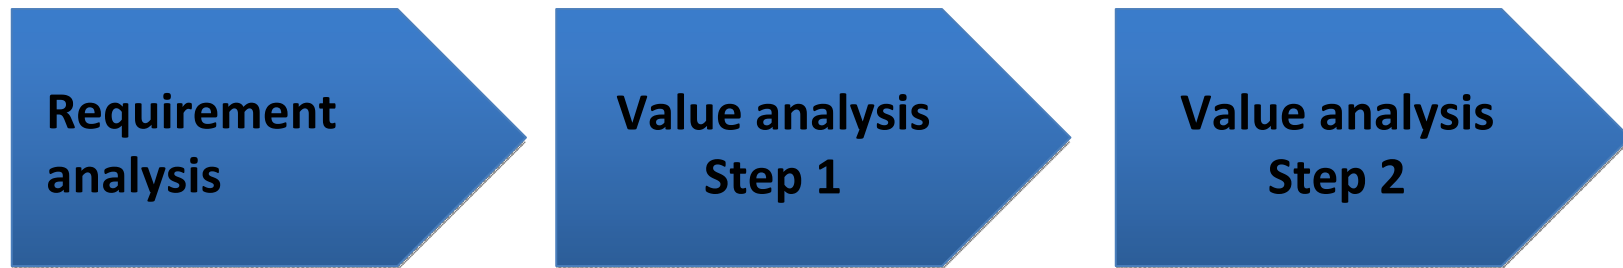 Requirement
analysis
Value analysis
Step 1
Value analysis
Step 2